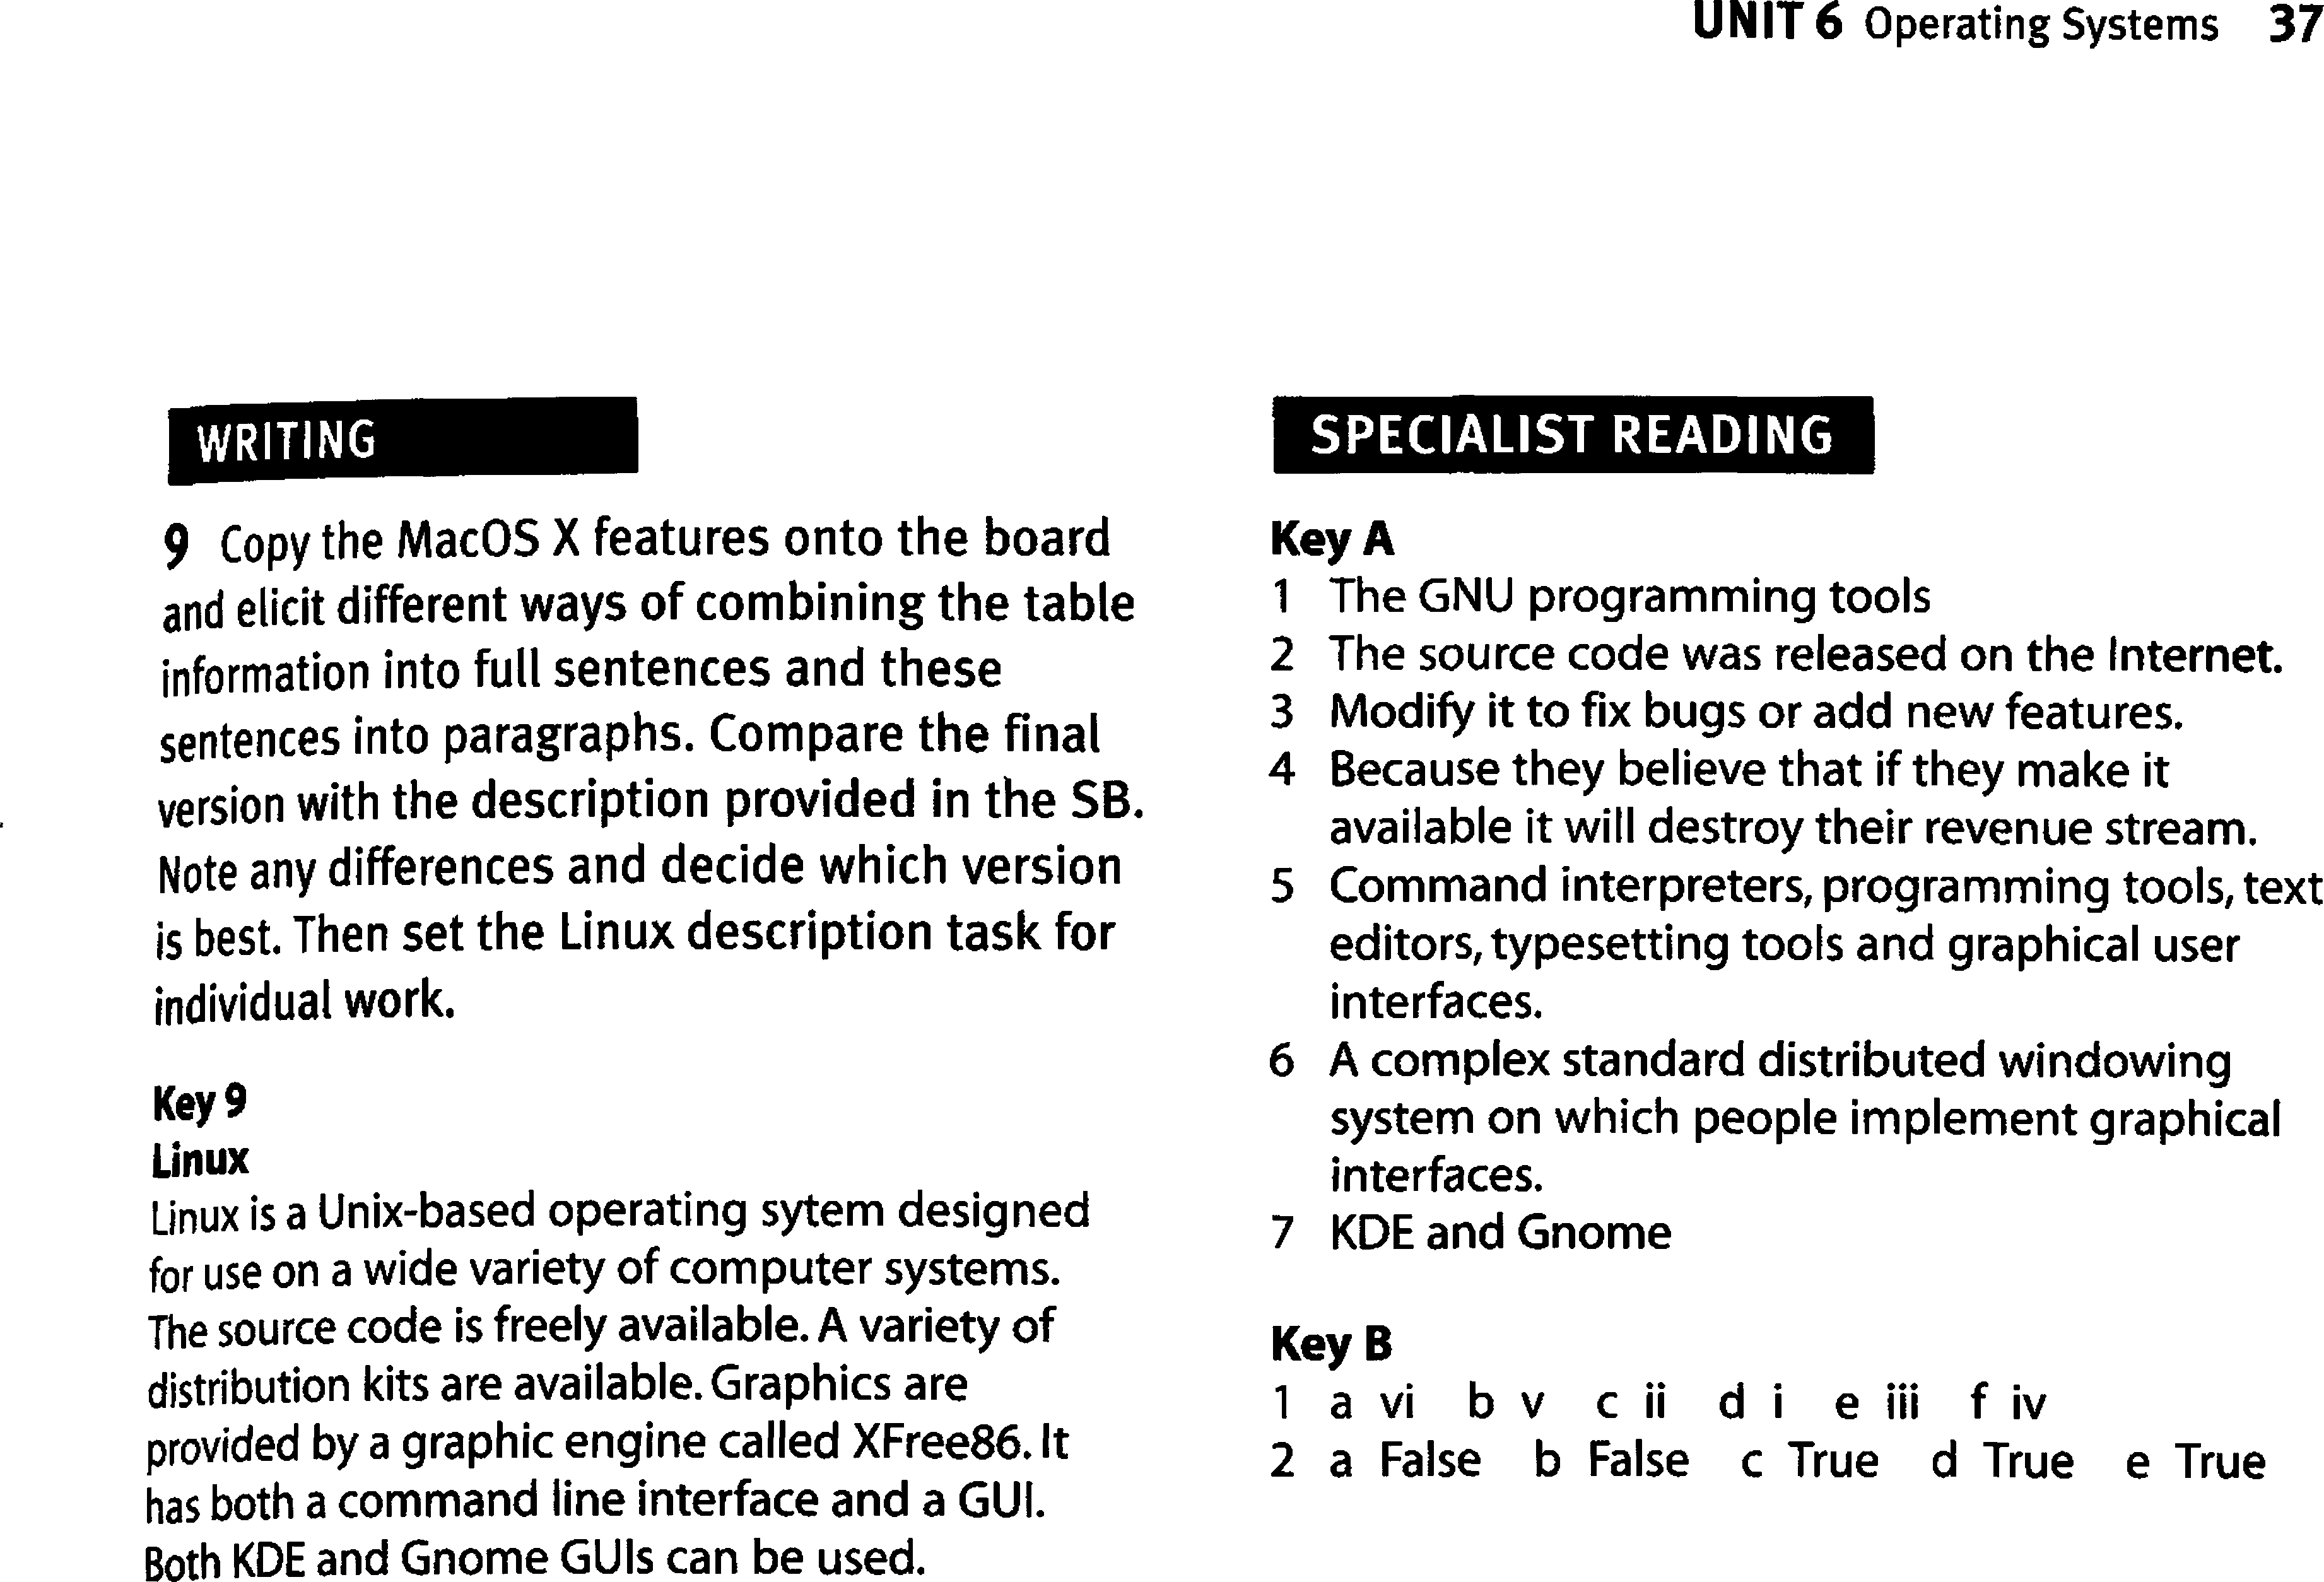 UNIT 6 Operating Systems 37
WRITING
9 Copy the MacOS X features onto the board
and elicit different ways of combining the table
information into full sentences and these
sentences into paragraphs. Compare the final
version with the description provided in the SB.
Note any differences and decide which version
is best. Then set the Linux description task for
individual work.
Key 9
Linux
Linux is a Unix-based operating sytem designed
for use on a wide variety of computer systems.
The source code is freely available. A variety of
distribution kits are available. Graphics are
provided by a graphic engine called XFree86. It
has both a command line interface and a GUI.
Both KDE and Gnome GUIs can be used.
SPECIALIST READING
Key A
1 The GNU programming tools
2 The source code was released on the Internet.
3 Modify it to fix bugs or add new features.
4 Because they believe that if they make it
available it will destroy their revenue stream.
5 Command interpreters, programming tools, text
editors, typesetting tools and graphical user
interfaces.
6 A complex standard distributed windowing
system on which people implement graphical
interfaces.
7 KDE and Gnome
Key B
1 a vi b v c ii d i e iii f iv
2 a False b False c True d True e True